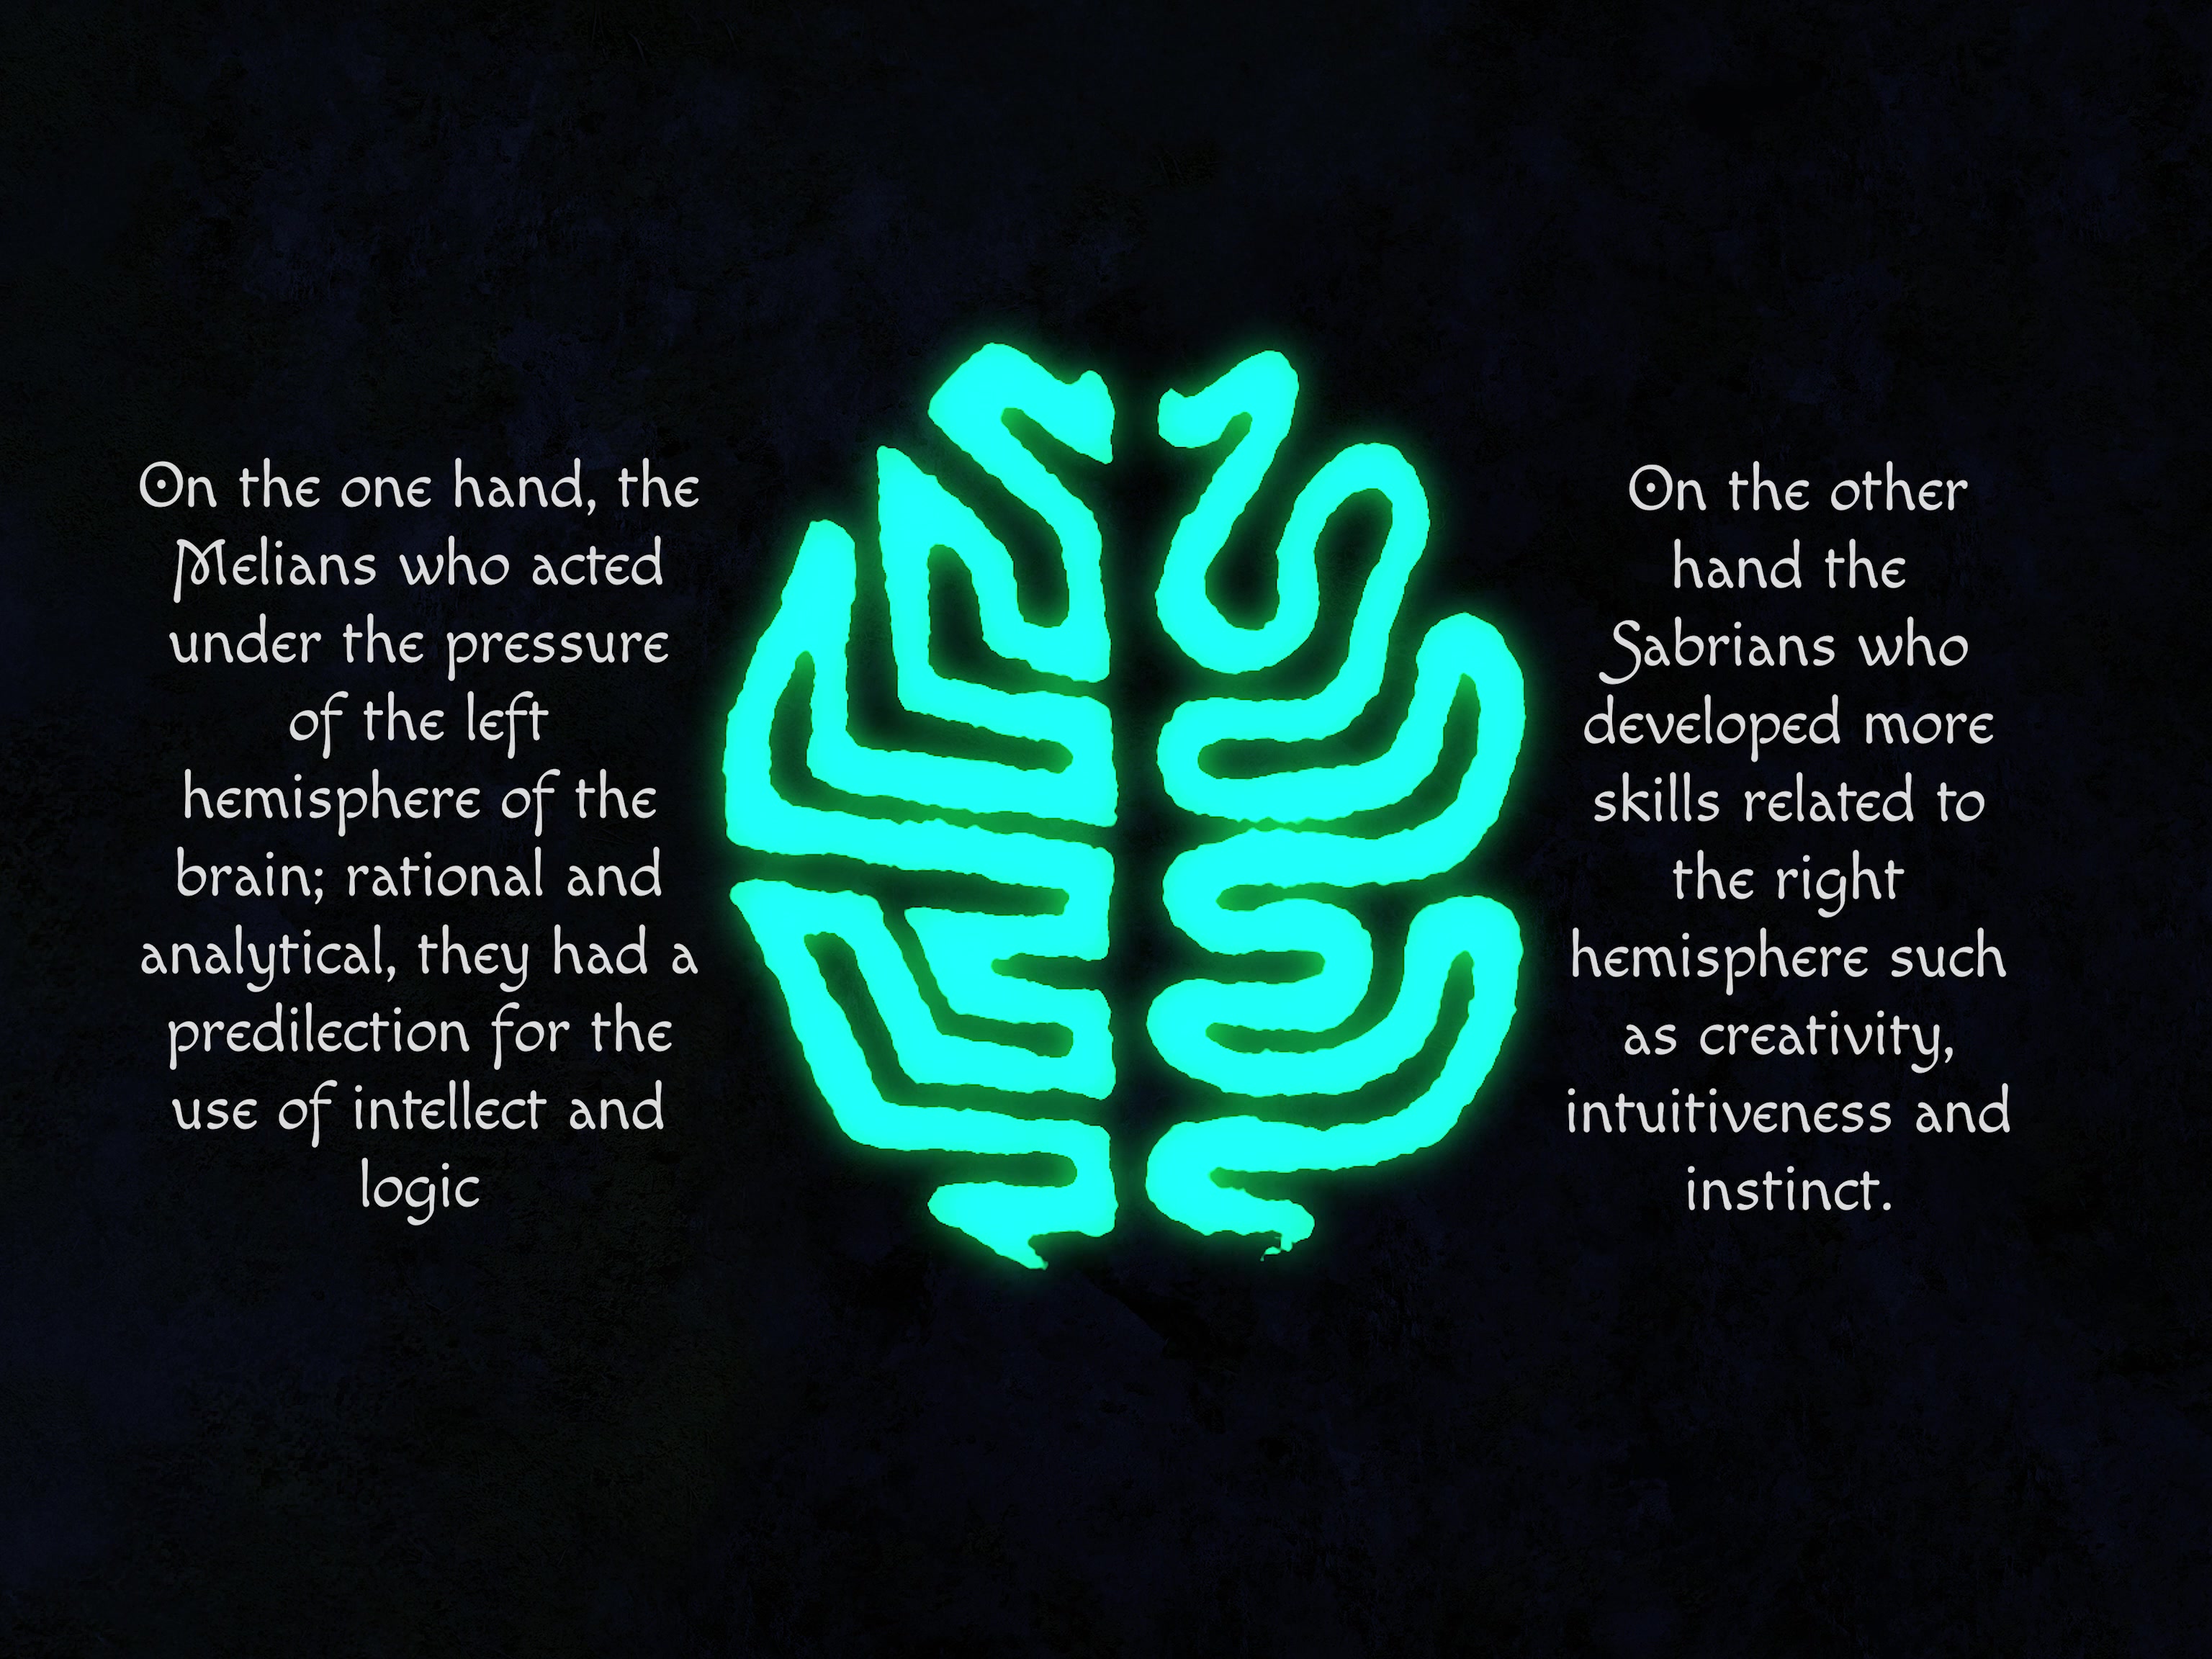 On the one hand, the
Melians who acted
under the pressure
of the left
hemisphere of the
brain; rational and
analytical, they had a
predilection for the
use of intellect and
logic
On the other
hand the
Sabrians who
developed more
skills related to
the right
hemisphere such
as creativity,
intuitiveness and
instinct.